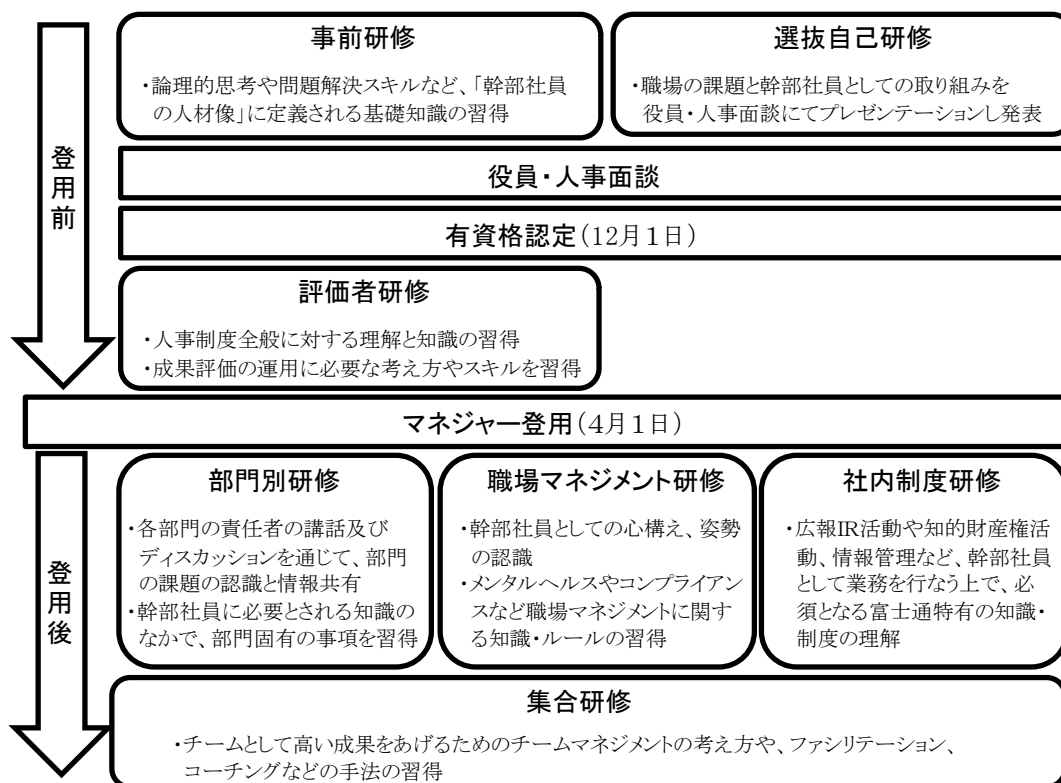 登用前
事前研修
・論理的思考や問題解決スキルなど、「幹部社員
の人材像」に定義される基礎知識の習得
選抜自己研修
・職場の課題と幹部社員としての取り組みを
役員・人事面談にてプレゼンテーションし発表
役員・人事面談
有資格認定(12月1日)
評価者研修
・人事制度全般に対する理解と知識の習得
・成果評価の運用に必要な考え方やスキルを習得
マネジャー登用(4月1日)
登用後
部門別研修
・各部門の責任者の講話及び
ディスカッションを通じて、部門
の課題の認識と情報共有
・幹部社員に必要とされる知識の
なかで、部門固有の事項を習得
職場マネジメント研修
・幹部社員としての心構え、姿勢
の認識
・メンタルヘルスやコンプライアン
スなど職場マネジメントに関す
る知識・ルールの習得
社内制度研修
・広報IR活動や知的財産権活
動、情報管理など、幹部社員
として業務を行なう上で、必
須となる富士通特有の知識・
制度の理解
集合研修
・チームとして高い成果をあげるためのチームマネジメントの考え方や、ファシリテーション、
コーチングなどの手法の習得